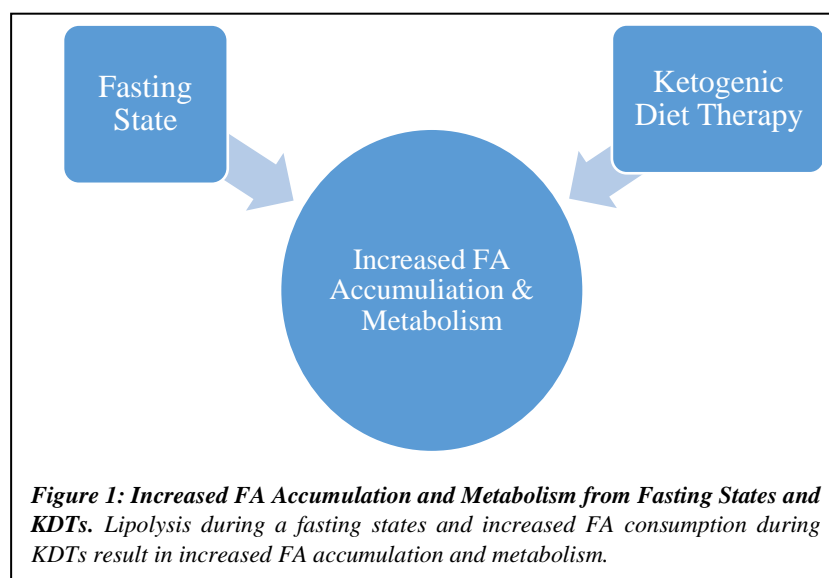 Fasting
State
Ketogenic
Diet Therapy
Increased FA
Accumuliation &
Metabolism
Figure 1: Increased FA Accumulation and Metabolism from Fasting States and
KDTs. Lipolysis during a fasting states and increased FA consumption during
KDTs result in increased FA accumulation and metabolism.